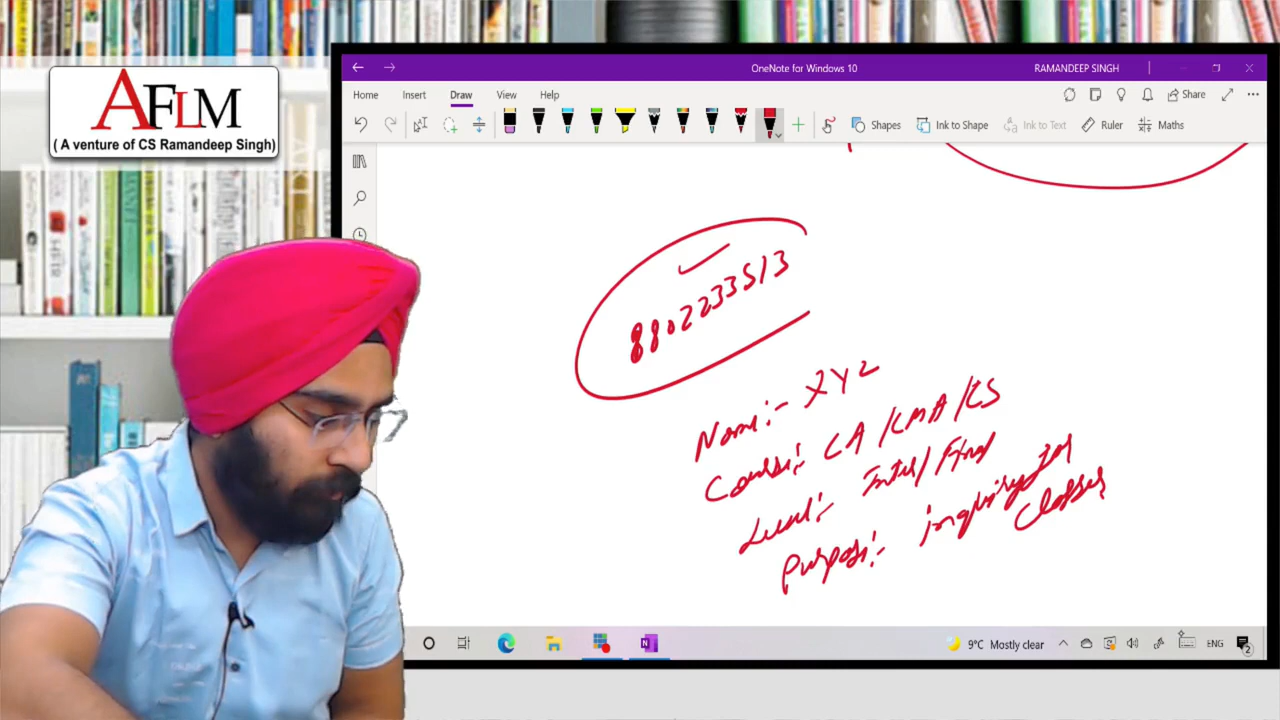 AFLM
( A venture of CS Ramandeep Singh)
OneNote for Windows 10
RAMANDEEP SINGH
Home Insert Draw View Help
Share
Shapes Ink to Shape Ink to Text Ruler Maths
8802233513
Name:- XYZ
Course:- CA /CMA /CS
Level:- Inter/ Final
Purpose:- inquiry for
classes
9°C Mostly clear
ENG
2